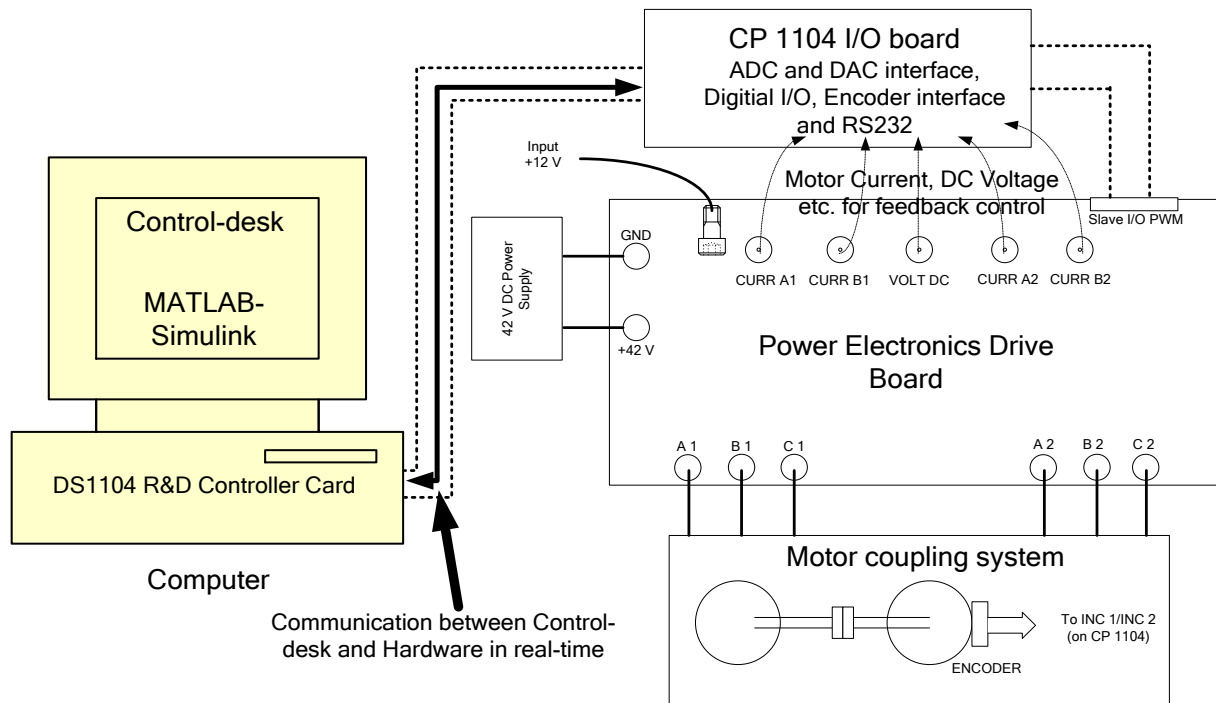 CP 1104 I/O board
ADC and DAC interface,
Digitial I/O, Encoder interface
and RS232
Input
+12 V
Motor Current, DC Voltage
etc. for feedback control
Slave I/O PWM
Control-desk
MATLAB-
Simulink
42 V DC Power
Supply
GND
+42 V
CURR A1
CURR B1
VOLT DC
CURR A2
CURR B2
Power Electronics Drive
Board
DS1104 R&D Controller Card
Computer
A 1
B 1
C 1
A 2
B 2
C 2
Motor coupling system
To INC 1/INC 2
(on CP 1104)
ENCODER
Communication between Control-
desk and Hardware in real-time